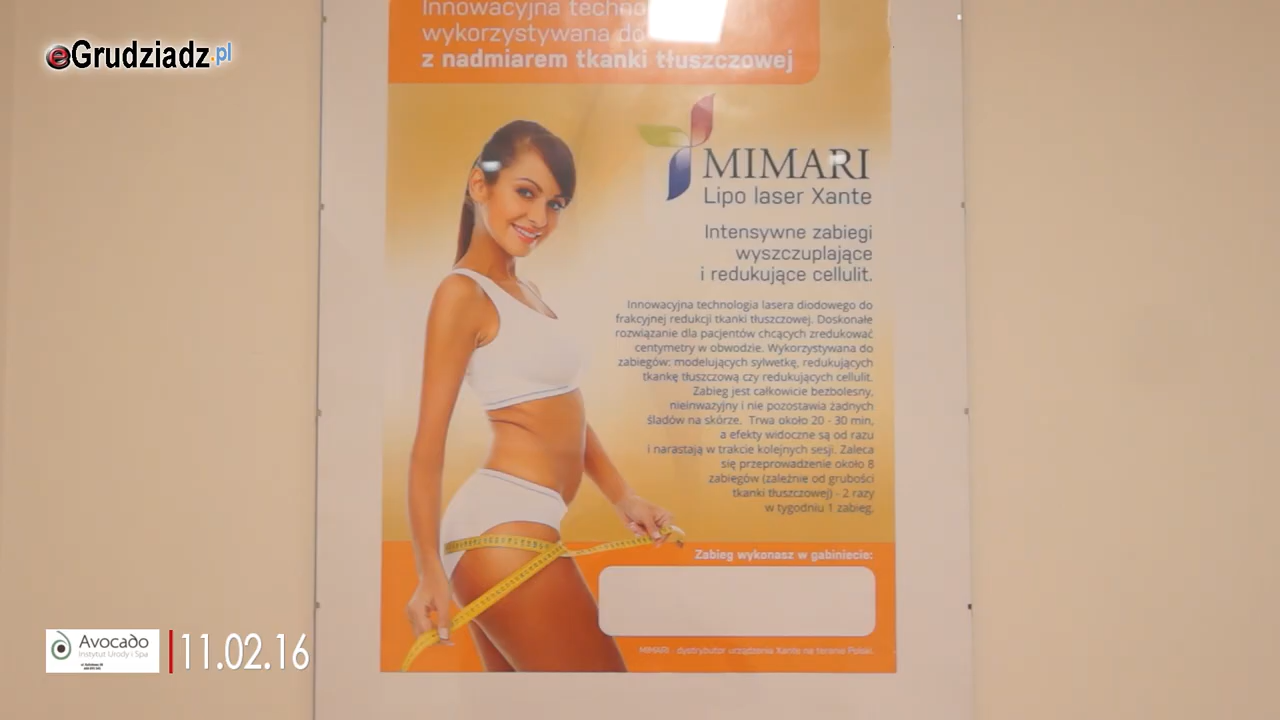 eGrudziadz.pl
Innowacyjna
wykorzystywana do
z nadmiarem tkanki tłuszczowej
MIMARI
Lipo laser Xante
Intensywne zabiegi
wyszczuplające
i redukujące cellulit.
Innowacyjna technologia lasera diodowego do
frakcyjnej redukcji tkanki tłuszczowej. Doskonałe
rozwiązanie dla pacjentów chcących zredukować
centymetry w obwodzie. Wykorzystywana do
zabiegów: modelujących sylwetkę, redukujących
tkankę tłuszczową czy redukujących cellulit.
Zabieg jest całkowicie bezbolesny,
nieinwazyjny i nie pozostawia żadnych
śladów na skórze. Trwa około 20 - 30 min,
a efekty widoczne są od razu
i narastają w trakcie kolejnych sesji. Zaleca
się przeprowadzenie około 8
zabiegów (zależnie od grubości
tkanki tłuszczowej) - 2 razy
w tygodniu 1 zabieg.
Zabieg wykonasz w gabiniecie:
MIMARI - dystrybutor urządzenia Xante na terenie Polski.
Avocado
Instytut Urody i Spa
11.02.16